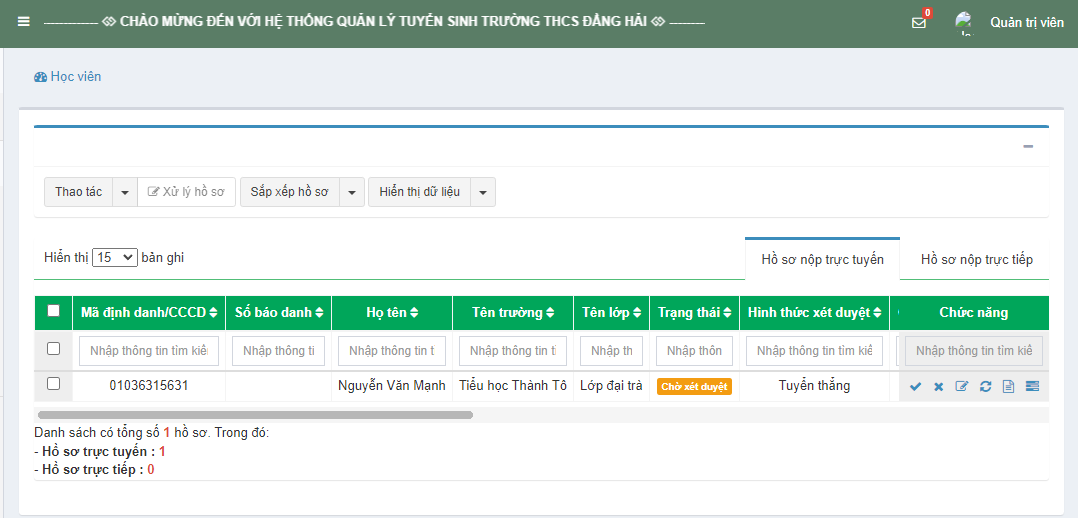 ----------------- CHÀO MỪNG ĐẾN VỚI HỆ THỐNG QUẢN LÝ TUYỂN SINH TRƯỜNG THCS ĐẰNG HẢI -----------
0
Quản trị viên
Học viên
Thao tác Xử lý hồ sơ Sắp xếp hồ sơ Hiển thị dữ liệu
Hiển thị 15 bản ghi
Hồ sơ nộp trực tuyến Hồ sơ nộp trực tiếp
Mã định danh/CCCD Số báo danh Họ tên Tên trường Tên lớp Trạng thái Hình thức xét duyệt Chức năng
Nhập thông tin tìm kiế Nhập thông ti Nhập thông tin t Nhập thông tin ti Nhập th Nhập thôn Nhập thông tin tìm kiế Nhập thông tin tìm kiế
01036315631 Nguyễn Văn Mạnh Tiểu học Thành Tô Lớp đại trà Chờ xét duyệt Tuyển thẳng
Danh sách có tổng số 1 hồ sơ. Trong đó:
- Hồ sơ trực tuyến : 1
- Hồ sơ trực tiếp : 0